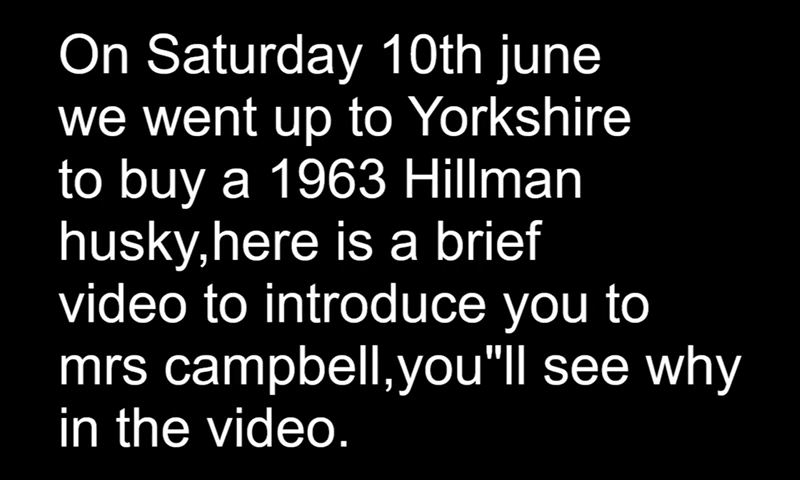 On Saturday 10th june
we went up to Yorkshire
to buy a 1963 Hillman
husky,here is a brief
video to introduce you to
mrs campbell,you"ll see why
in the video.